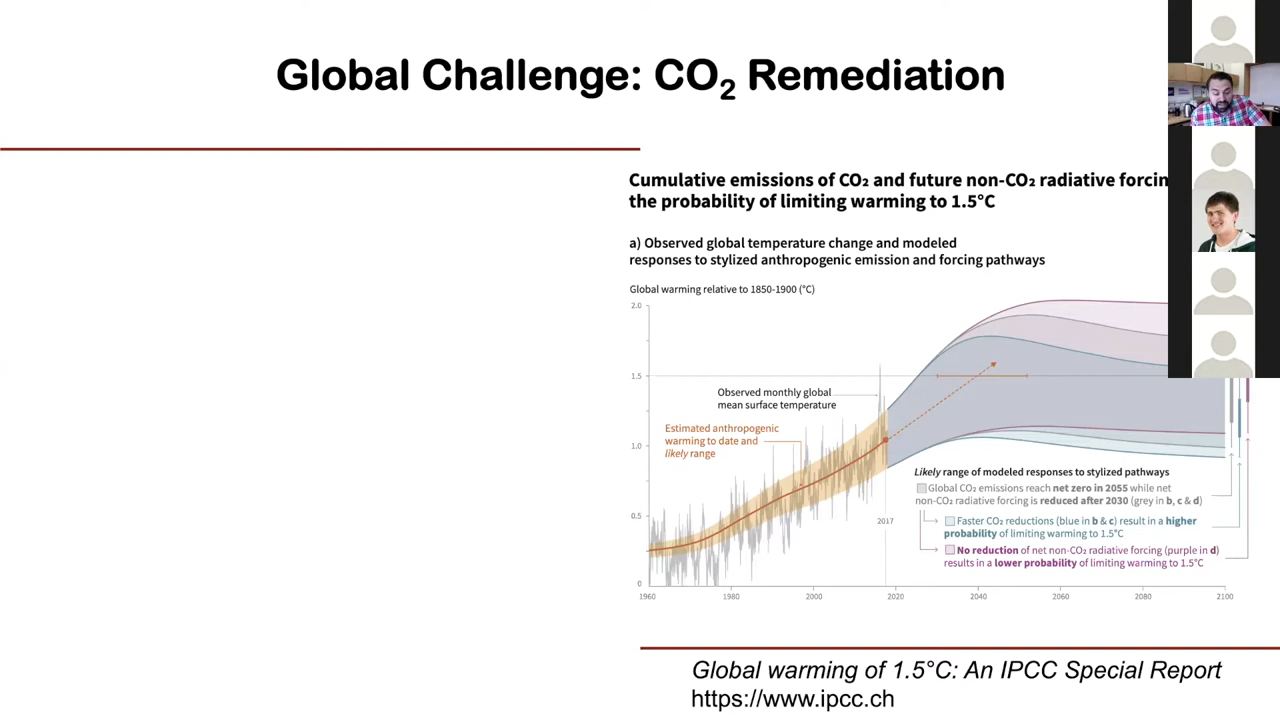 Global Challenge: CO₂ Remediation
Cumulative emissions of CO₂ and future non-CO₂ radiative
the probability of limiting warming to 1.5°C
a) Observed global temperature change and modeled
responses to stylized anthropogenic emission and forcing pathways
Global warming relative to 1850-1900 (°C)
2.0
1.5
Observed monthly global
mean surface temperature
Estimated anthropogenic
warming to date and
likely range
1.0
Likely range of modeled responses to stylized pathways
Global CO₂ emissions reach net zero in 2055 while net
non-CO₂ radiative forcing is reduced after 2030 (grey in b, c & d)
0.5
2017
Faster CO₂ reductions (blue in b & c) result in a higher
probability of limiting warming to 1.5°C
No reduction of net non-CO₂ radiative forcing (purple in d)
results in a lower probability of limiting warming to 1.5°C
0
1960 1980 2000 2020 2040 2060 2080 2100
Global warming of 1.5°C: An IPCC Special Report
https://www.ipcc.ch